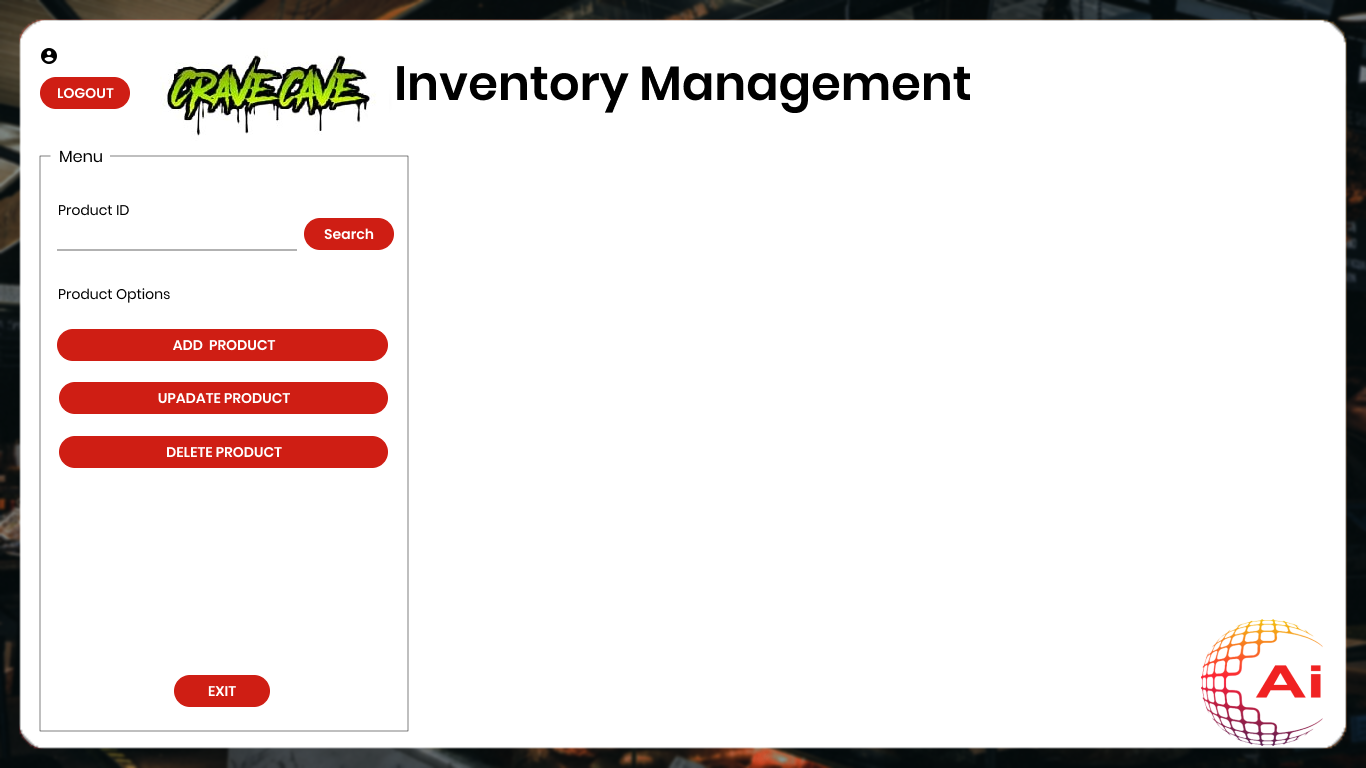 LOGOUT
CRAVE CAVE
Inventory Management
Menu
Product ID
Search
Product Options
ADD PRODUCT
UPADATE PRODUCT
DELETE PRODUCT
EXIT
Ai